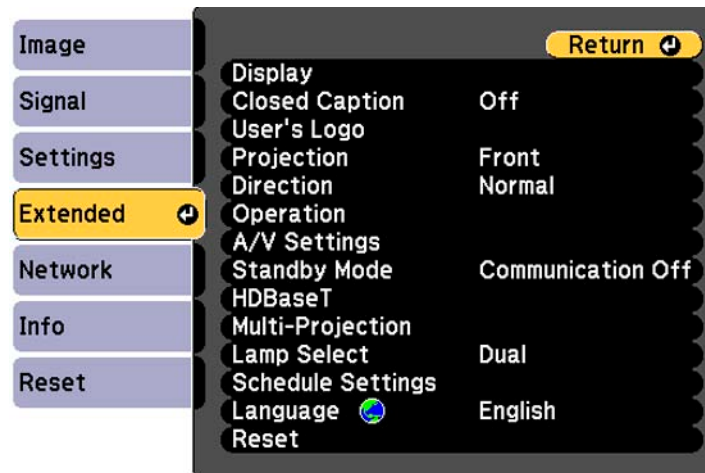 Image
Signal
Settings
Extended
Network
Info
Reset
Return
Display
Closed Caption Off
User's Logo
Projection Front
Direction Normal
Operation
A/V Settings
Standby Mode Communication Off
HDBaseT
Multi-Projection
Lamp Select Dual
Schedule Settings
Language English
Reset